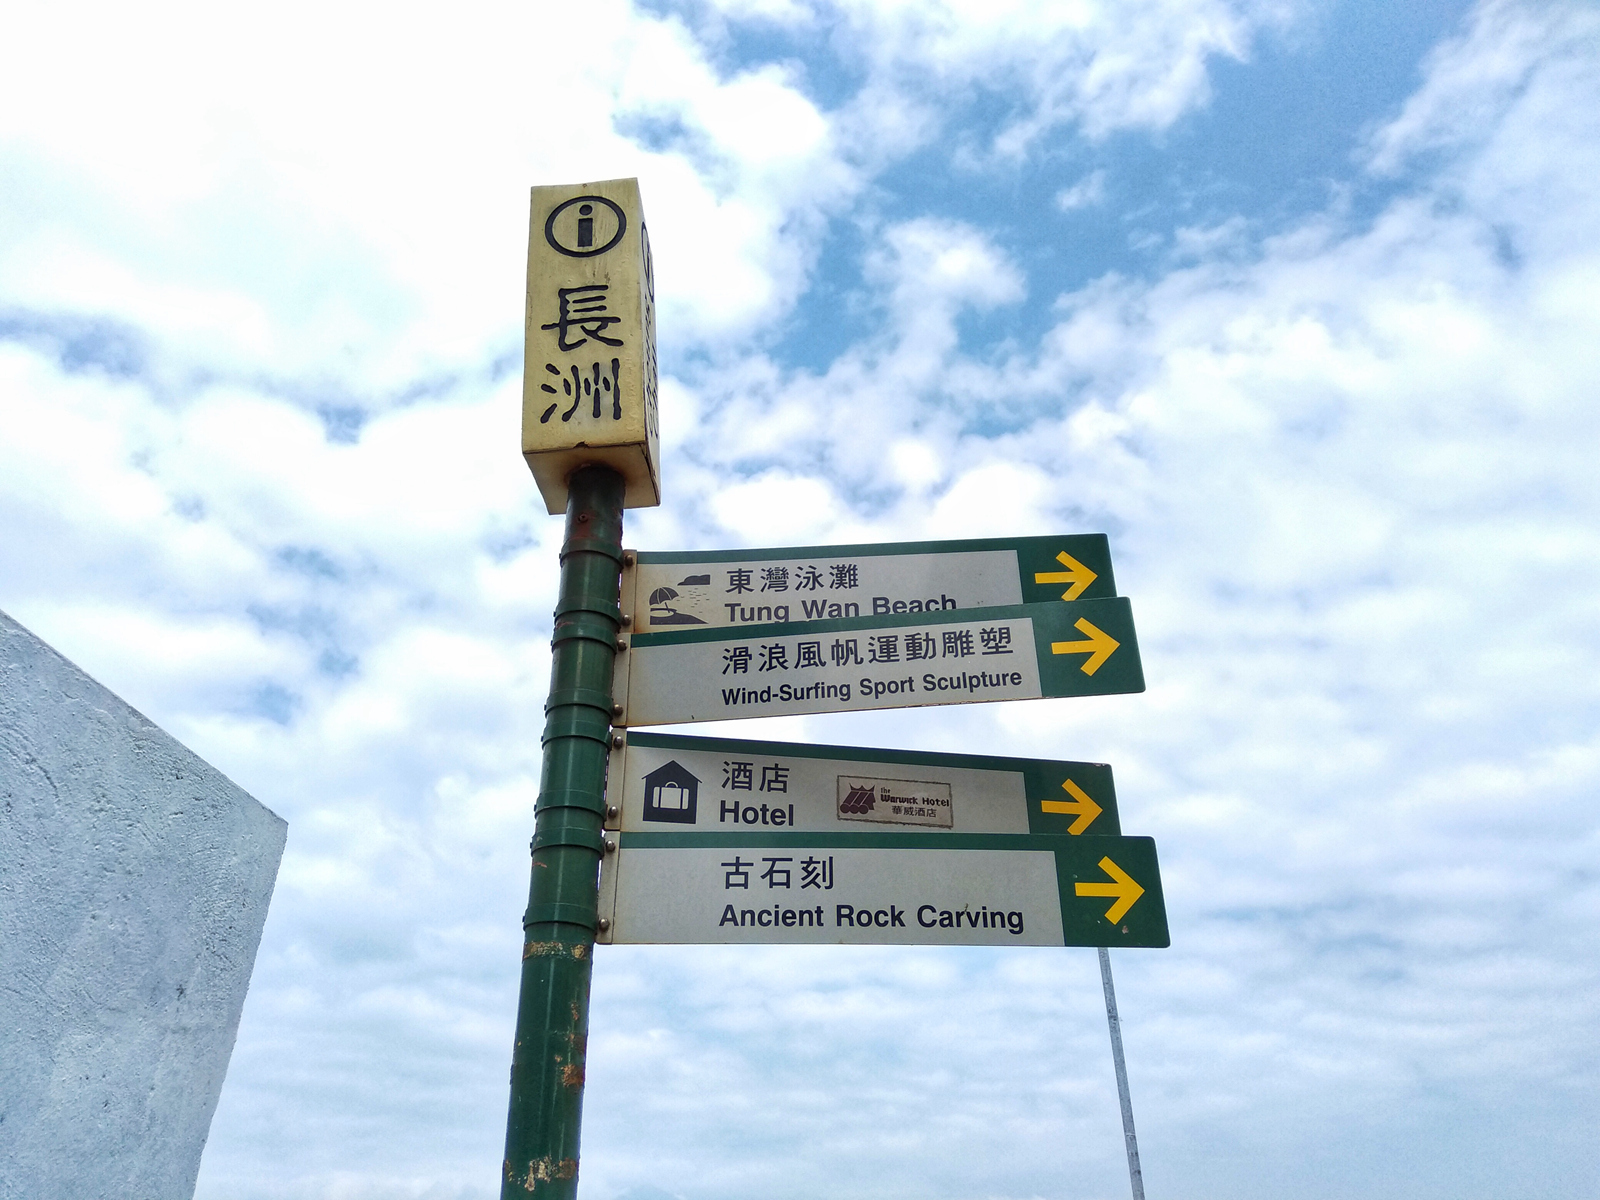 i
長
洲
東灣泳灘
Tung Wan Beach
滑浪風帆運動雕塑
Wind-Surfing Sport Sculpture
酒店
Hotel
the
Warwick Hotel
華威酒店
古石刻
Ancient Rock Carving